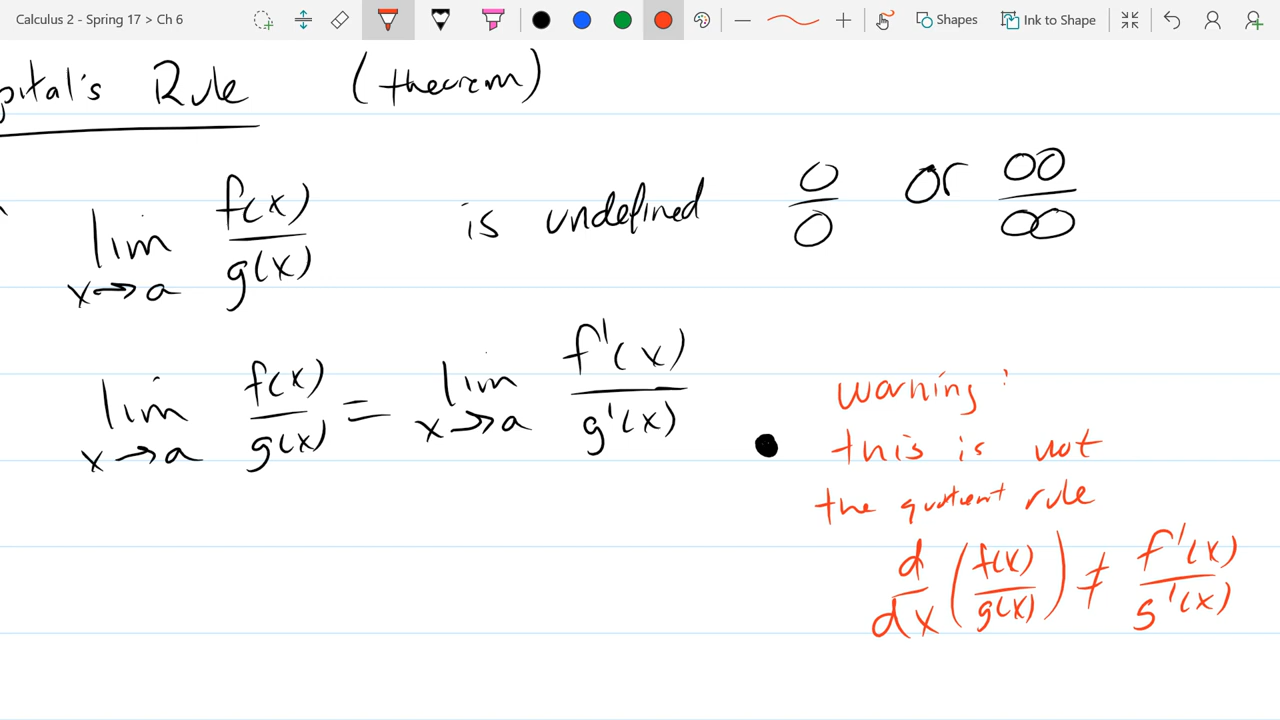 Calculus 2 - Spring 17 > Ch 6
Shapes
Ink to Shape
pital's Rule (theorem)
lim x→a f(x)/g(x) is undefined 0/0 or ∞/∞
lim x→a f(x)/g(x) = lim x→a f'(x)/g'(x)
warning:
this is not
the quotient rule
d/dx (f(x)/g(x)) ≠ f'(x)/g'(x)